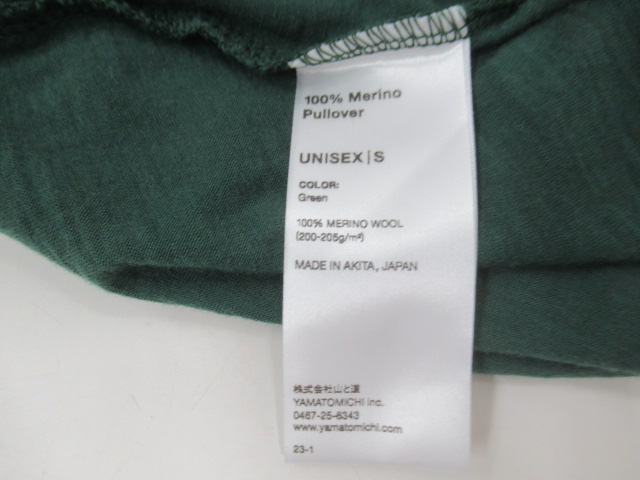 100% Merino
Pullover
UNISEX|S
COLOR:
Green
100% MERINO WOOL
(200-205g/m²)
MADE IN AKITA, JAPAN
株式会社山と道
YAMATOMICHI Inc.
0467-25-6343
www.yamatomichi.com
23-1